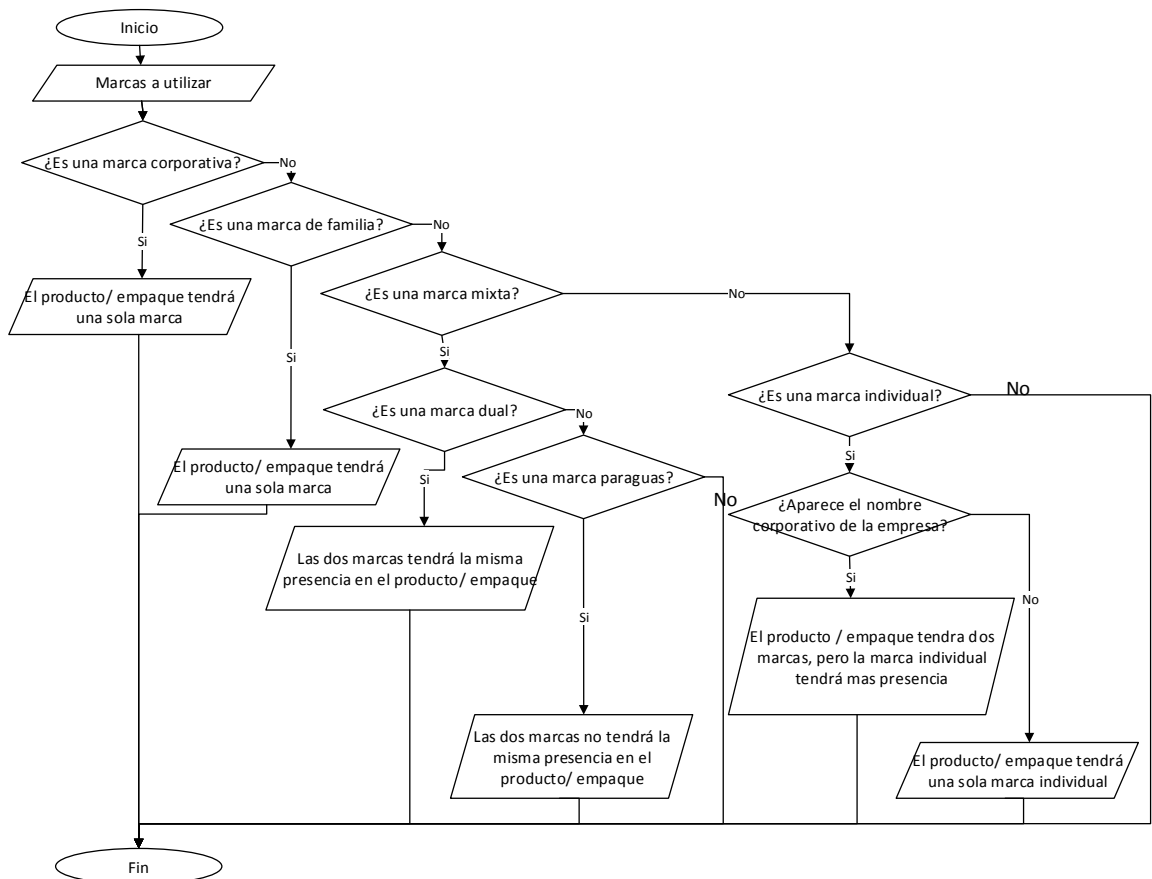 Inicio
Marcas a utilizar
¿Es una marca corporativa?
No
¿Es una marca de familia?
No
Si
¿Es una marca mixta?
No
El producto/ empaque tendrá
una sola marca
Si
Si
¿Es una marca individual?
No
¿Es una marca dual?
No
Si
El producto/ empaque tendrá
una sola marca
Si
¿Es una marca paraguas?
No
¿Aparece el nombre
corporativo de la empresa?
Las dos marcas tendrá la misma
presencia en el producto/ empaque
Si
No
Si
El producto / empaque tendra dos
marcas, pero la marca individual
tendrá mas presencia
Las dos marcas no tendrá la
misma presencia en el
producto/ empaque
El producto/ empaque tendrá
una sola marca individual
Fin